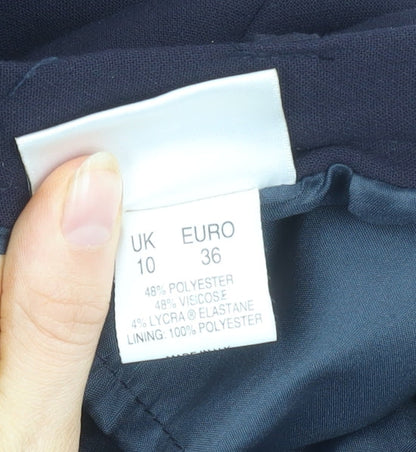 UK EURO
10 36
48% POLYESTER
48% VISCOSE
4% LYCRA ® ELASTANE
LINING: 100% POLYESTER